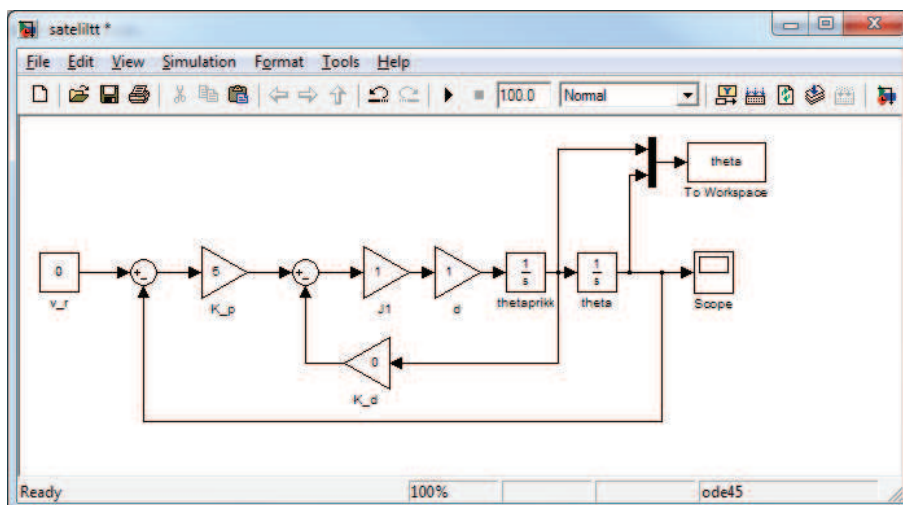 sateliltt *
File Edit View Simulation Format Tools Help
100.0 Normal
theta
To Workspace
0 + _ 5 + _ 1 1 1 s 1 s
v_r K_p J1 d thetaprikk theta Scope
0
K_d
Ready 100% ode45